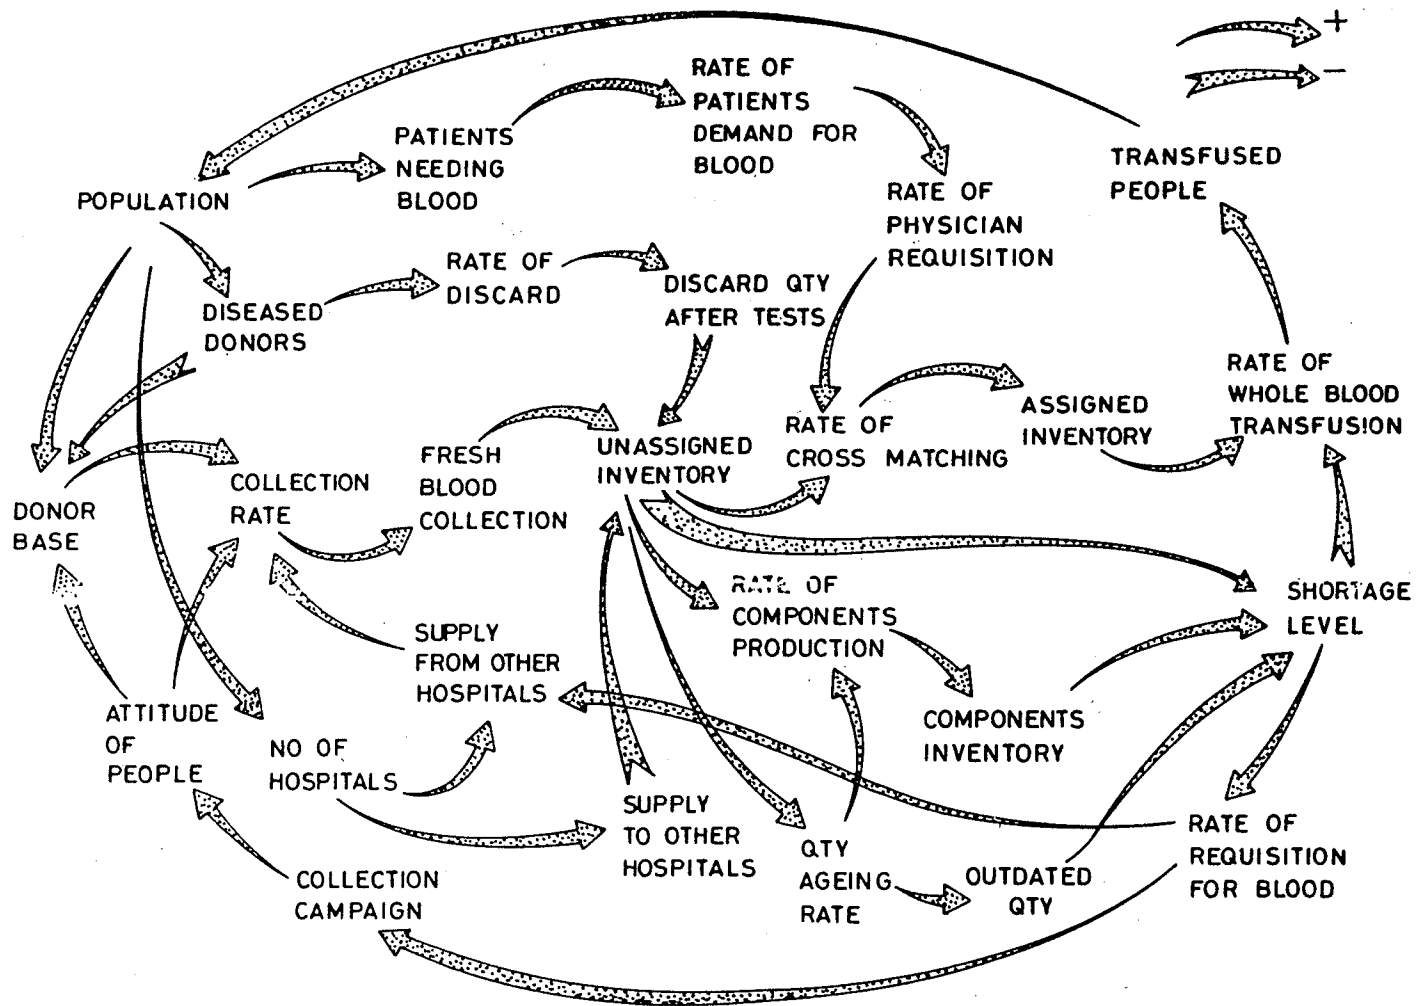 +
−
RATE OF
PATIENTS
DEMAND FOR
BLOOD
PATIENTS
NEEDING
BLOOD
TRANSFUSED
PEOPLE
POPULATION
RATE OF
PHYSICIAN
REQUISITION
RATE OF
DISCARD
DISCARD QTY
AFTER TESTS
DISEASED
DONORS
RATE OF
WHOLE BLOOD
TRANSFUSION
ASSIGNED
INVENTORY
RATE OF
CROSS MATCHING
UNASSIGNED
INVENTORY
FRESH
BLOOD
COLLECTION
COLLECTION
RATE
DONOR
BASE
RATE OF
COMPONENTS
PRODUCTION
SHORTAGE
LEVEL
SUPPLY
FROM OTHER
HOSPITALS
ATTITUDE
OF
PEOPLE
NO OF
HOSPITALS
COMPONENTS
INVENTORY
SUPPLY
TO OTHER
HOSPITALS
QTY
AGEING
RATE
OUTDATED
QTY
RATE OF
REQUISITION
FOR BLOOD
COLLECTION
CAMPAIGN